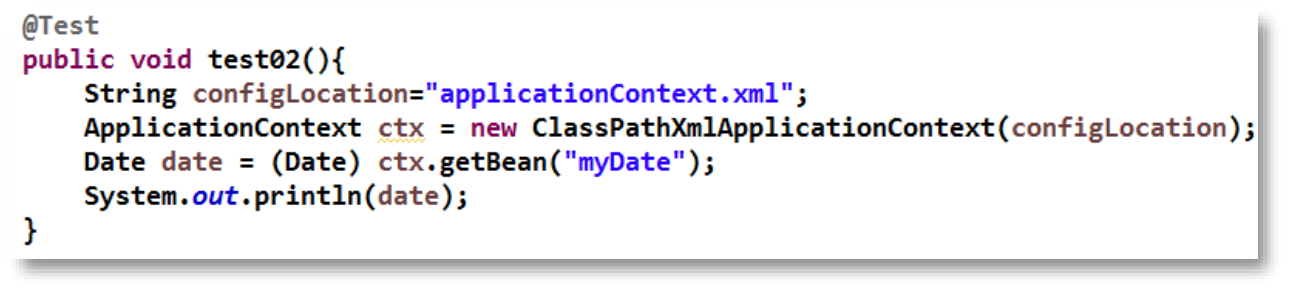 @Test
public void test02(){
    String configLocation="applicationContext.xml";
    ApplicationContext ctx = new ClassPathXmlApplicationContext(configLocation);
    Date date = (Date) ctx.getBean("myDate");
    System.out.println(date);
}